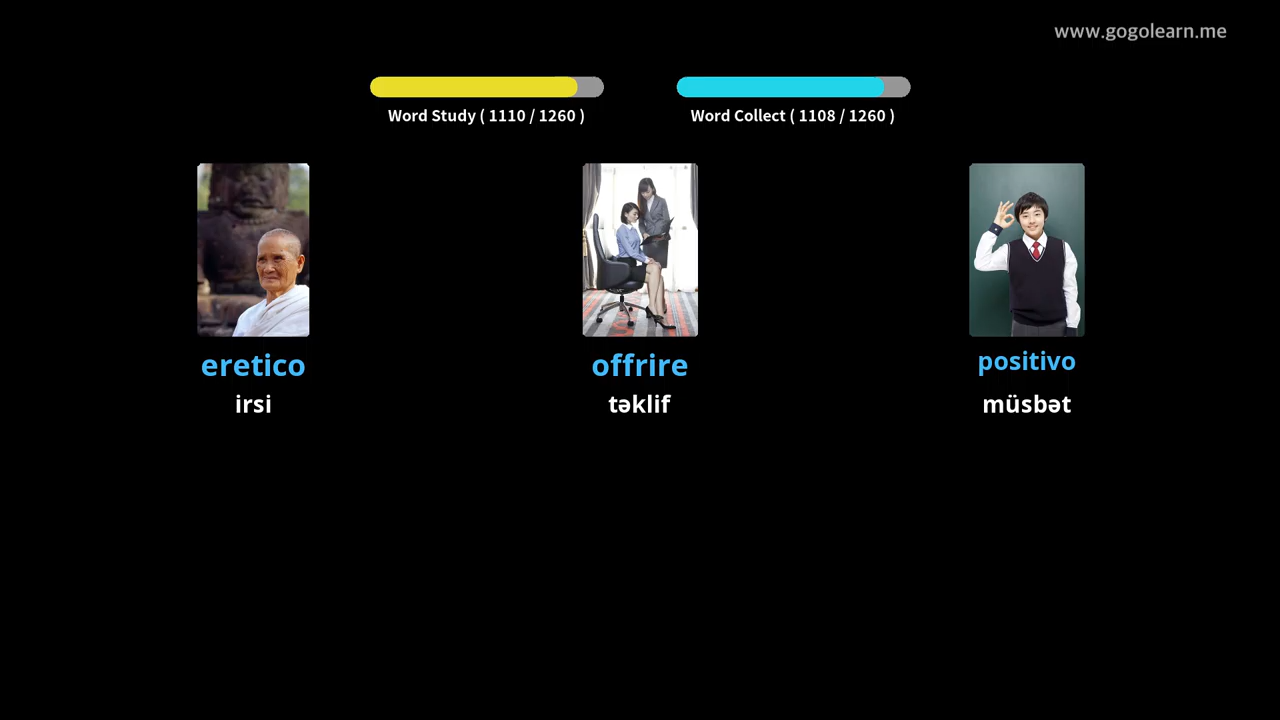 www.gogolearn.me
Word Study ( 1110 / 1260 )
Word Collect ( 1108 / 1260 )
eretico
offrire
positivo
irsi
təklif
müsbət